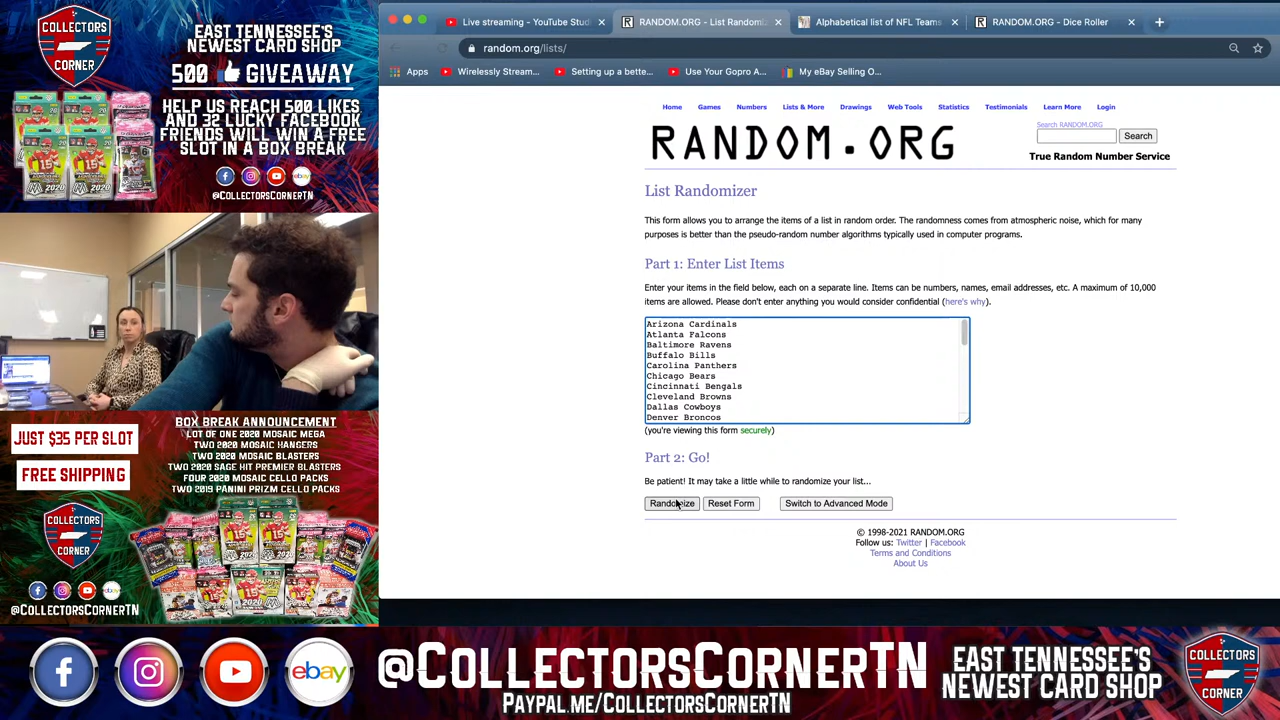 COLLECTORS
CORNER
EAST TENNESSEE'S
NEWEST CARD SHOP
500 GIVEAWAY
HELP US REACH 500 LIKES
AND 32 LUCKY FACEBOOK
FRIENDS WILL WIN A FREE
SLOT IN A BOX BREAK
@COLLECTORSCORNERTN
JUST $35 PER SLOT
FREE SHIPPING
BOX BREAK ANNOUNCEMENT
LOT OF ONE 2020 MOSAIC MEGA
TWO 2020 MOSAIC HANGERS
TWO 2020 MOSAIC BLASTERS
TWO 2020 SAGE HIT PREMIER BLASTERS
FOUR 2020 MOSAIC CELLO PACKS
TWO 2019 PANINI PRIZM CELLO PACKS
COLLECTORS
CORNER
@COLLECTORSCORNERTN
Live streaming - YouTube Stud
RANDOM.ORG - List Randomiz
Alphabetical list of NFL Teams
RANDOM.ORG - Dice Roller
random.org/lists/
Apps
Wirelessly Stream...
Setting up a bette...
Use Your Gopro A...
My eBay Selling O...
Home Games Numbers Lists & More Drawings Web Tools Statistics Testimonials Learn More Login
RANDOM.ORG
Search RANDOM.ORG
Search
True Random Number Service
List Randomizer
This form allows you to arrange the items of a list in random order. The randomness comes from atmospheric noise, which for many
purposes is better than the pseudo-random number algorithms typically used in computer programs.
Part 1: Enter List Items
Enter your items in the field below, each on a separate line. Items can be numbers, names, email addresses, etc. A maximum of 10,000
items are allowed. Please don't enter anything you would consider confidential (here's why).
Arizona Cardinals
Atlanta Falcons
Baltimore Ravens
Buffalo Bills
Carolina Panthers
Chicago Bears
Cincinnati Bengals
Cleveland Browns
Dallas Cowboys
Denver Broncos
(you're viewing this form securely)
Part 2: Go!
Be patient! It may take a little while to randomize your list...
Randomize Reset Form Switch to Advanced Mode
© 1998-2021 RANDOM.ORG
Follow us: Twitter | Facebook
Terms and Conditions
About Us
ebay
@COLLECTORSCORNERTN
PAYPAL.ME/COLLECTORSCORNERTN
EAST TENNESSEE'S
NEWEST CARD SHOP
COLLECTORS
CORNER